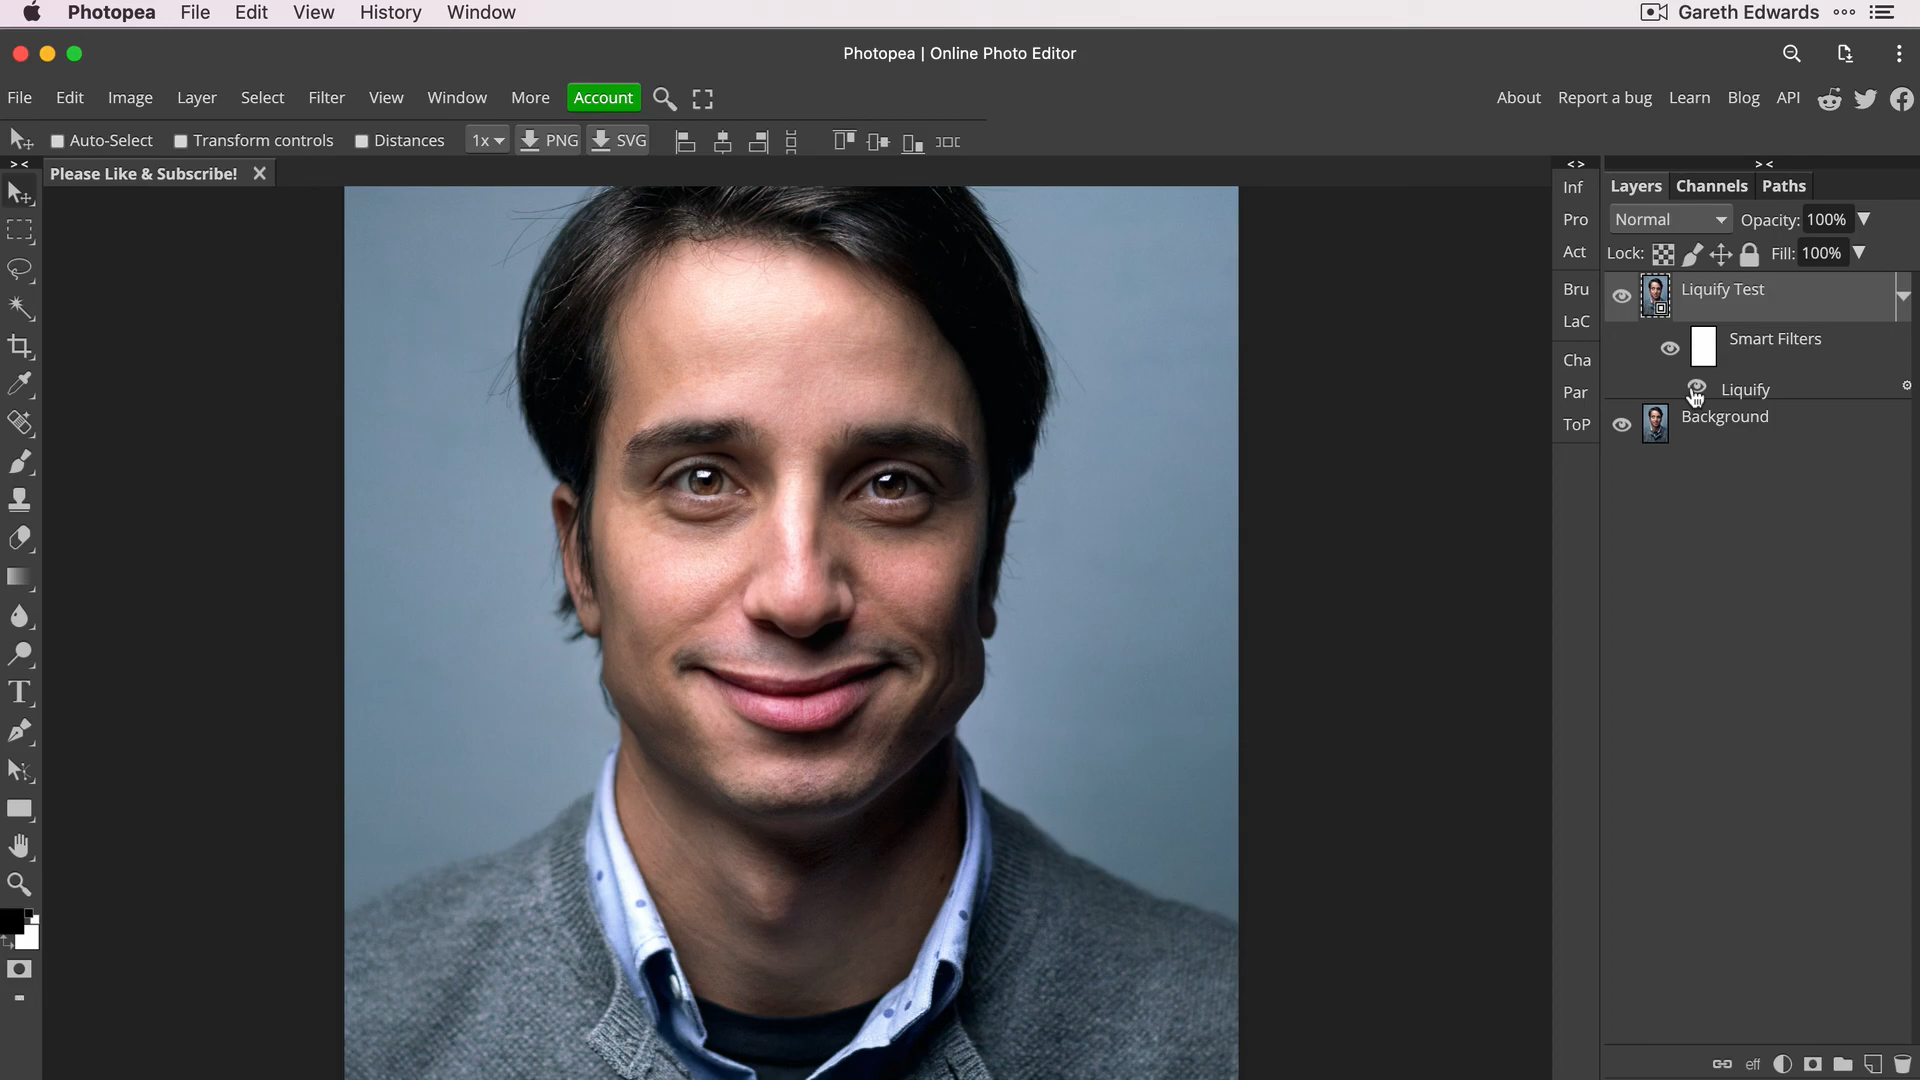 Photopea File Edit View History Window Gareth Edwards
Photopea | Online Photo Editor
File Edit Image Layer Select Filter View Window More Account About Report a bug Learn Blog API
Auto-Select Transform controls Distances 1x PNG SVG
Please Like & Subscribe!
Inf
Pro
Act
Bru
LaC
Cha
Par
ToP
Layers Channels Paths
Normal Opacity: 100%
Lock: Fill: 100%
Liquify Test
Smart Filters
Liquify
Background
eff